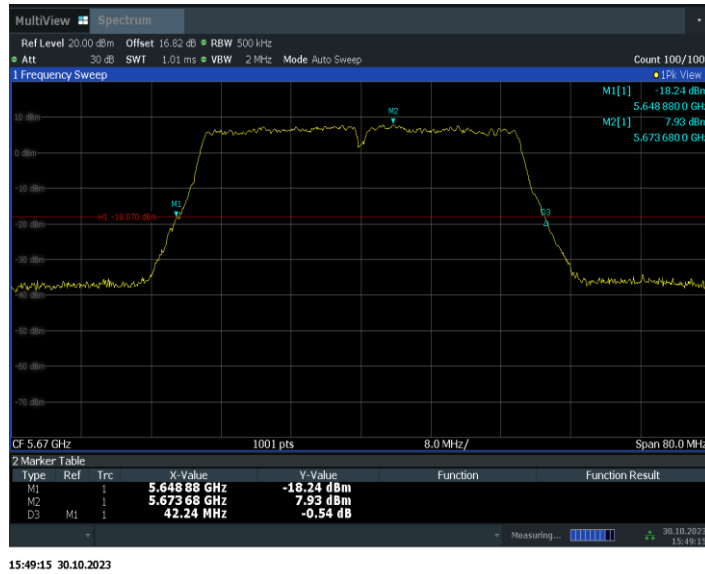 MultiView Spectrum
Ref Level 20.00 dBm Offset 16.82 dB RBW 500 kHz
Att 30 dB SWT 1.01 ms VBW 2 MHz Mode Auto Sweep Count 100/100
1 Frequency Sweep 1Pk View
M1[1] -18.24 dBm
5.648 880 0 GHz
M2[1] 7.93 dBm
5.673 680 0 GHz
M2
10 dBm
0 dBm
-10 dBm
M1
H1 -18.070 dBm
D3
-20 dBm
-30 dBm
-40 dBm
-50 dBm
-60 dBm
-70 dBm
CF 5.67 GHz 1001 pts 8.0 MHz/ Span 80.0 MHz
2 Marker Table
Type Ref Trc X-Value Y-Value Function Function Result
M1 1 5.648 88 GHz -18.24 dBm
M2 1 5.673 68 GHz 7.93 dBm
D3 M1 1 42.24 MHz -0.54 dB
Measuring... 30.10.2023
15:49:15
15:49:15 30.10.2023